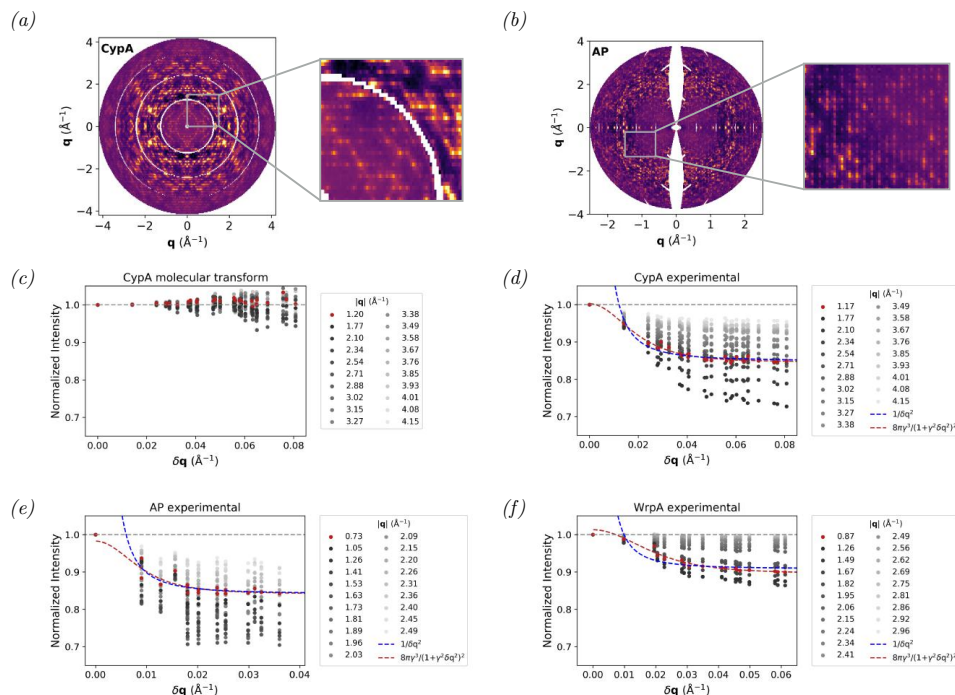 (a)
CypA
4
2
0
−2
−4
q (Å⁻¹)
−4 −2 0 2 4
q (Å⁻¹)
(b)
AP
4
2
0
−2
−4
q (Å⁻¹)
−2 −1 0 1 2
q (Å⁻¹)
(c)
CypA molecular transform
Normalized Intensity
1.0
0.9
0.8
0.7
0.00 0.02 0.04 0.06 0.08
δq (Å⁻¹)
|q| (Å⁻¹)
1.20 3.38
1.77 3.49
2.10 3.58
2.34 3.67
2.54 3.76
2.71 3.85
2.88 3.93
3.02 4.01
3.15 4.08
3.27 4.15
(d)
CypA experimental
Normalized Intensity
1.0
0.9
0.8
0.7
0.00 0.02 0.04 0.06 0.08
δq (Å⁻¹)
|q| (Å⁻¹)
1.17 3.49
1.77 3.58
2.10 3.67
2.34 3.76
2.54 3.85
2.71 3.93
2.88 4.01
3.02 4.08
3.15 4.15
3.27 1/δq²
3.38 8πγ³/(1+γ²δq²)²
(e)
AP experimental
Normalized Intensity
1.0
0.9
0.8
0.7
0.00 0.01 0.02 0.03 0.04
δq (Å⁻¹)
|q| (Å⁻¹)
0.73 2.09
1.05 2.15
1.26 2.20
1.41 2.26
1.53 2.31
1.63 2.36
1.73 2.40
1.81 2.45
1.89 2.49
1.96 1/δq²
2.03 8πγ³/(1+γ²δq²)²
(f)
WrpA experimental
Normalized Intensity
1.0
0.9
0.8
0.7
0.00 0.01 0.02 0.03 0.04 0.05 0.06
δq (Å⁻¹)
|q| (Å⁻¹)
0.87 2.49
1.26 2.56
1.49 2.62
1.67 2.69
1.82 2.75
1.95 2.81
2.06 2.86
2.15 2.92
2.24 2.96
2.34 1/δq²
2.41 8πγ³/(1+γ²δq²)²